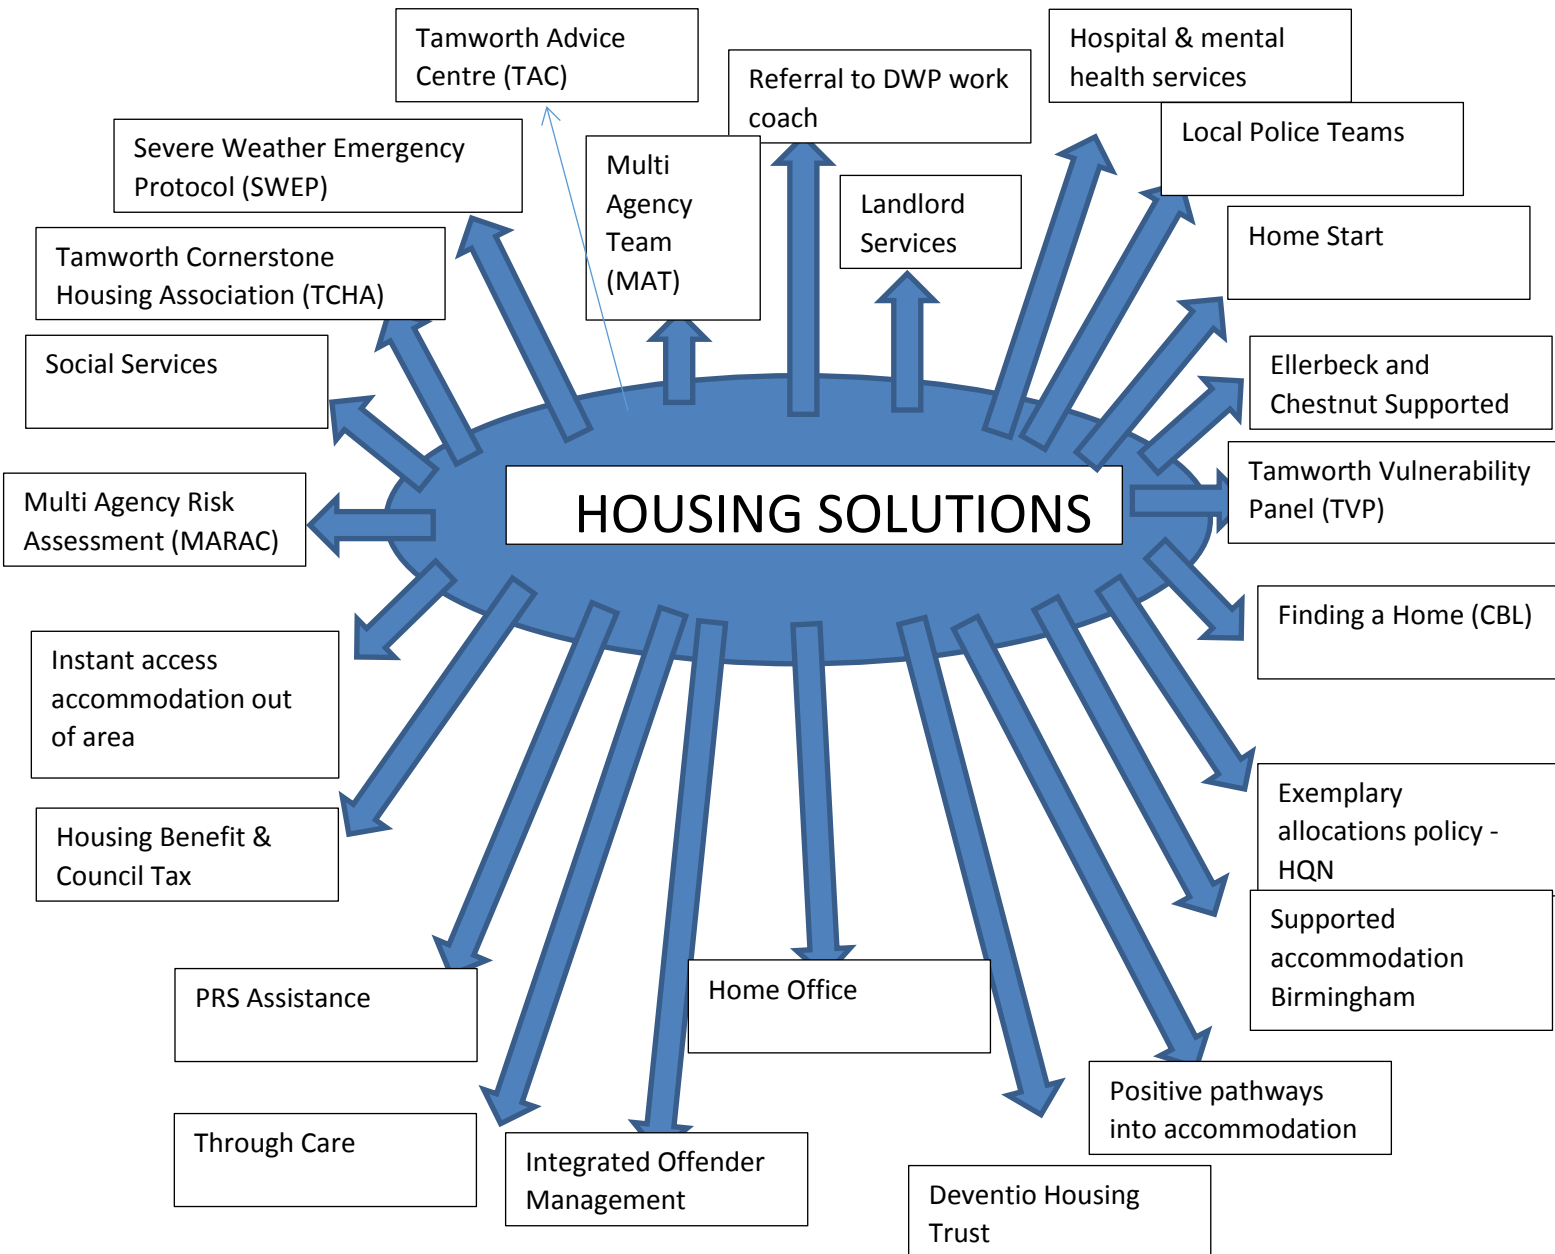 Tamworth Advice
Centre (TAC)
Hospital & mental
health services
Referral to DWP work
coach
Local Police Teams
Severe Weather Emergency
Protocol (SWEP)
Multi
Agency
Team
(MAT)
Landlord
Services
Home Start
Tamworth Cornerstone
Housing Association (TCHA)
Social Services
Ellerbeck and
Chestnut Supported
HOUSING SOLUTIONS
Tamworth Vulnerability
Panel (TVP)
Multi Agency Risk
Assessment (MARAC)
Finding a Home (CBL)
Instant access
accommodation out
of area
Exemplary
allocations policy -
HQN
Housing Benefit &
Council Tax
Supported
accommodation
Birmingham
PRS Assistance
Home Office
Positive pathways
into accommodation
Through Care
Integrated Offender
Management
Deventio Housing
Trust